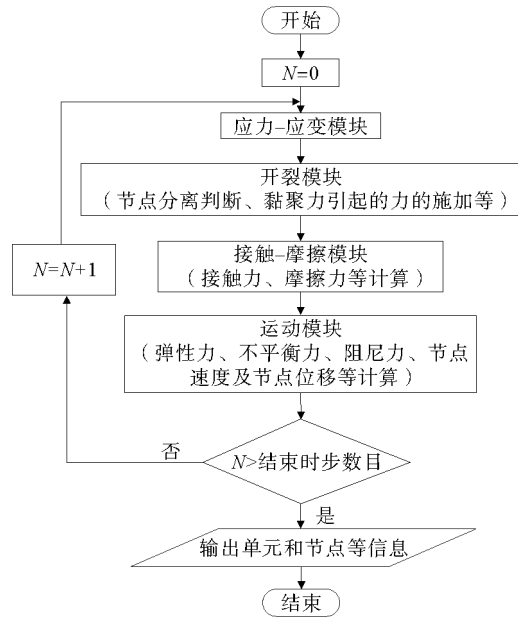 开始
N=0
应力–应变模块
开裂模块
（节点分离判断、黏聚力引起的力的施加等）
接触–摩擦模块
（接触力、摩擦力等计算）
N=N+1
运动模块
（弹性力、不平衡力、阻尼力、节点
速度及节点位移等计算）
否
N>结束时步数目
是
输出单元和节点等信息
结束